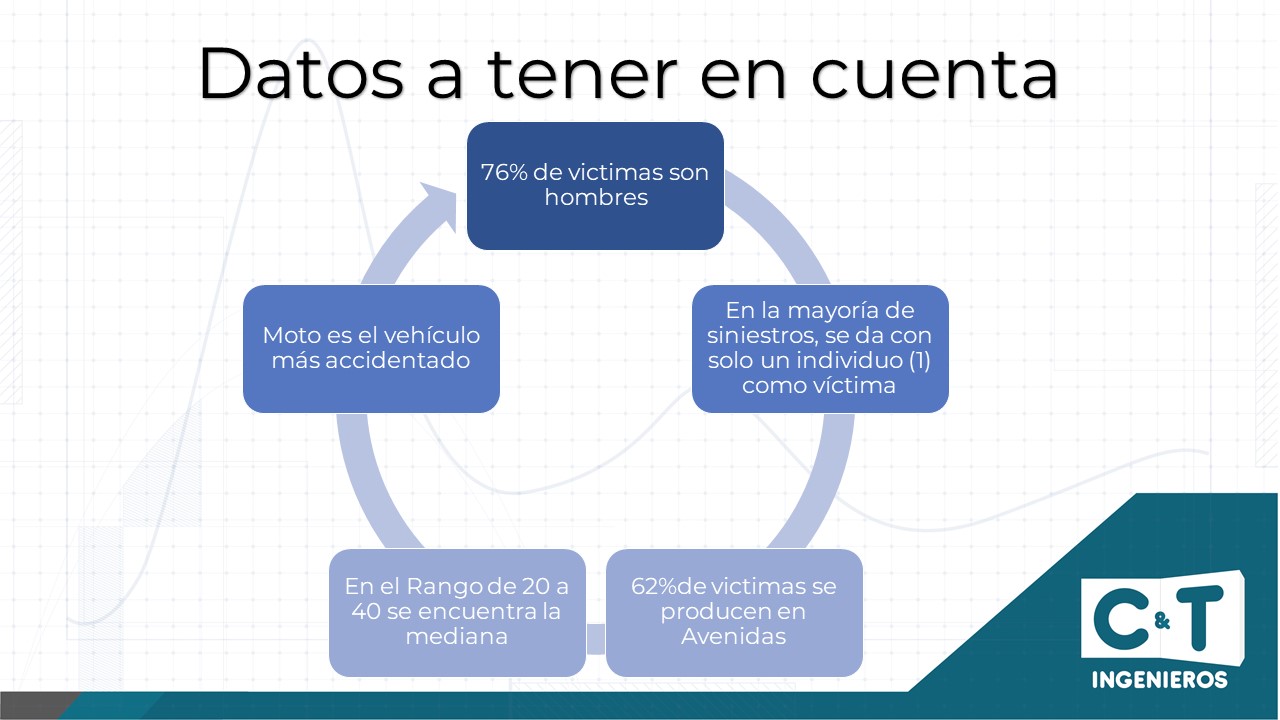 Datos a tener en cuenta
76% de victimas son
hombres
En la mayoría de
siniestros, se da con
solo un individuo (1)
como víctima
62%de victimas se
producen en
Avenidas
En el Rango de 20 a
40 se encuentra la
mediana
Moto es el vehículo
más accidentado
C&T
INGENIEROS